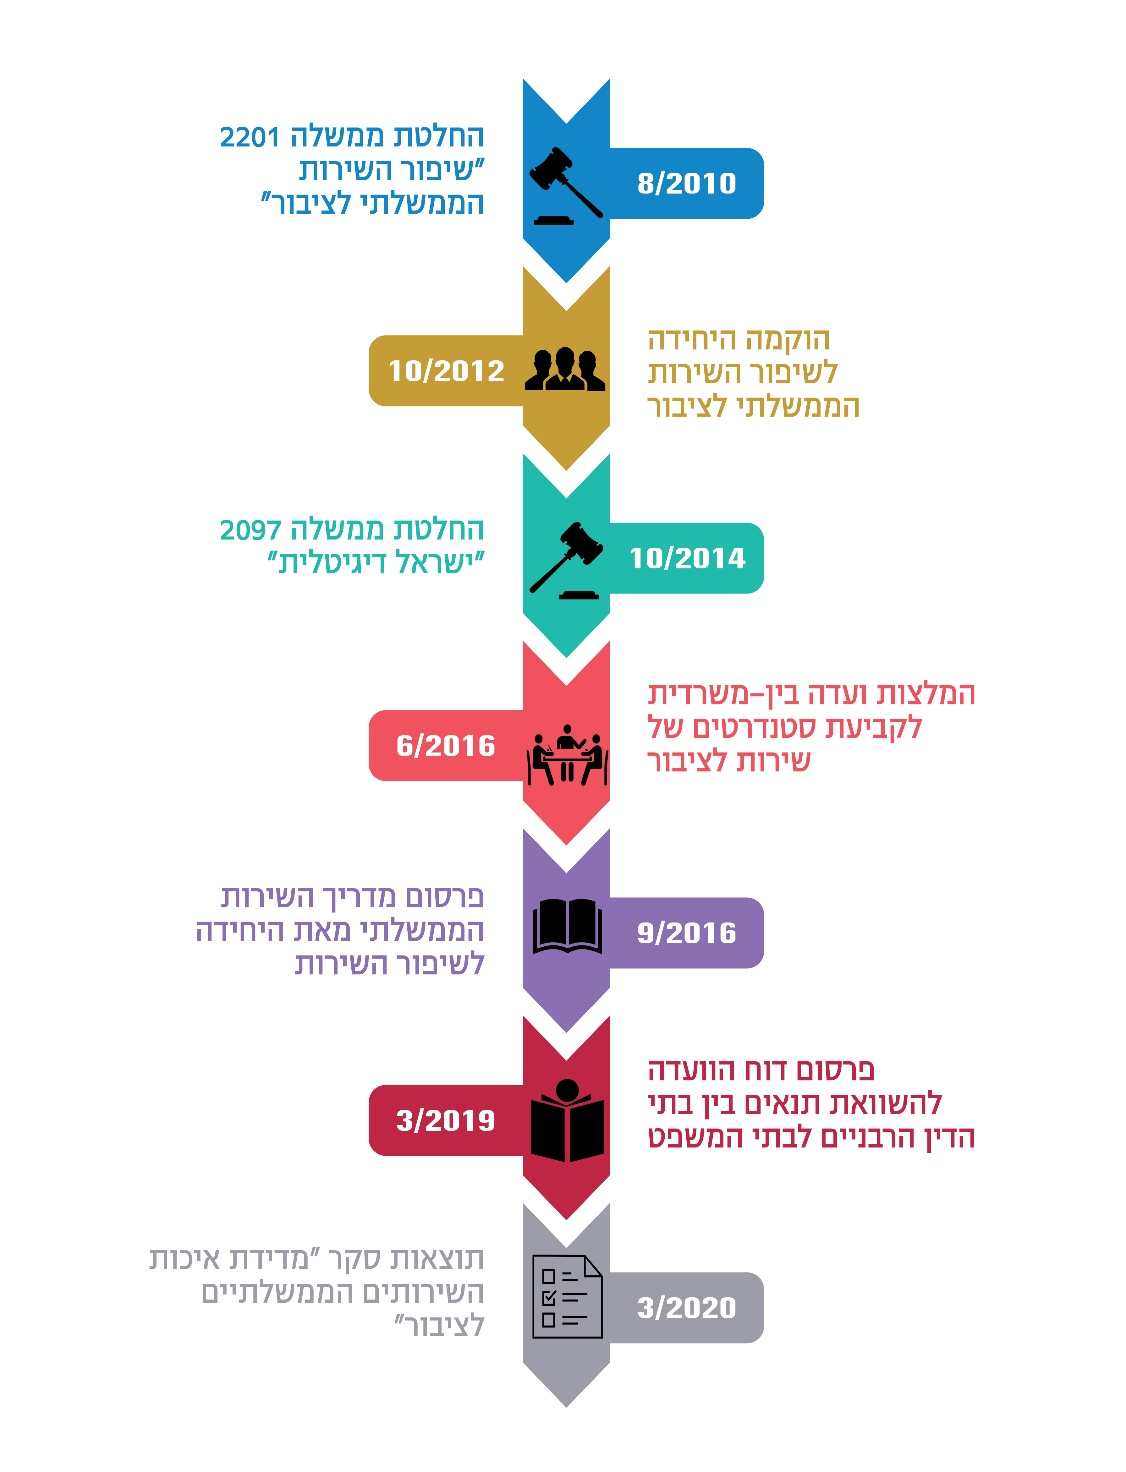 החלטת ממשלה 2201
"שיפור השירות
הממשלתי לציבור"
8/2010
10/2012
הוקמה היחידה
לשיפור השירות
הממשלתי לציבור
החלטת ממשלה 2097
"ישראל דיגיטלית"
10/2014
6/2016
המלצות ועדה בין-משרדית
לקביעת סטנדרטים של
שירות לציבור
פרסום מדריך השירות
הממשלתי מאת היחידה
לשיפור השירות
9/2016
3/2019
פרסום דוח הוועדה
להשוואת תנאים בין בתי
הדין הרבניים לבתי המשפט
תוצאות סקר "מדידת איכות
השירותים הממשלתיים
לציבור"
3/2020